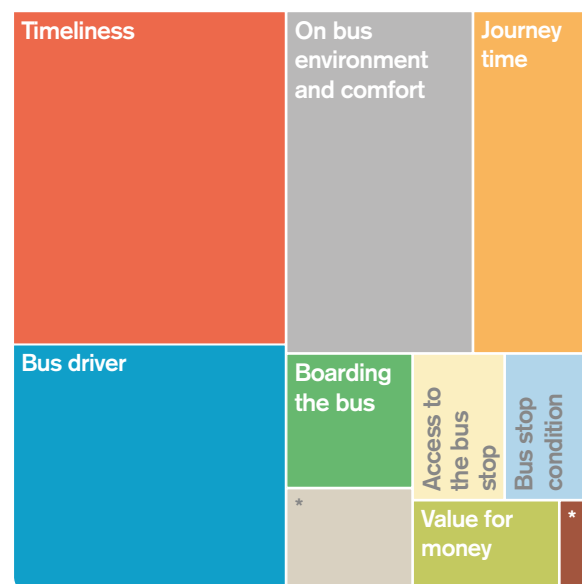 Timeliness
On bus
environment
and comfort
Journey
time
Bus driver
Boarding
the bus
Access to
the bus
stop
Bus stop
condition
*
Value for
money
*